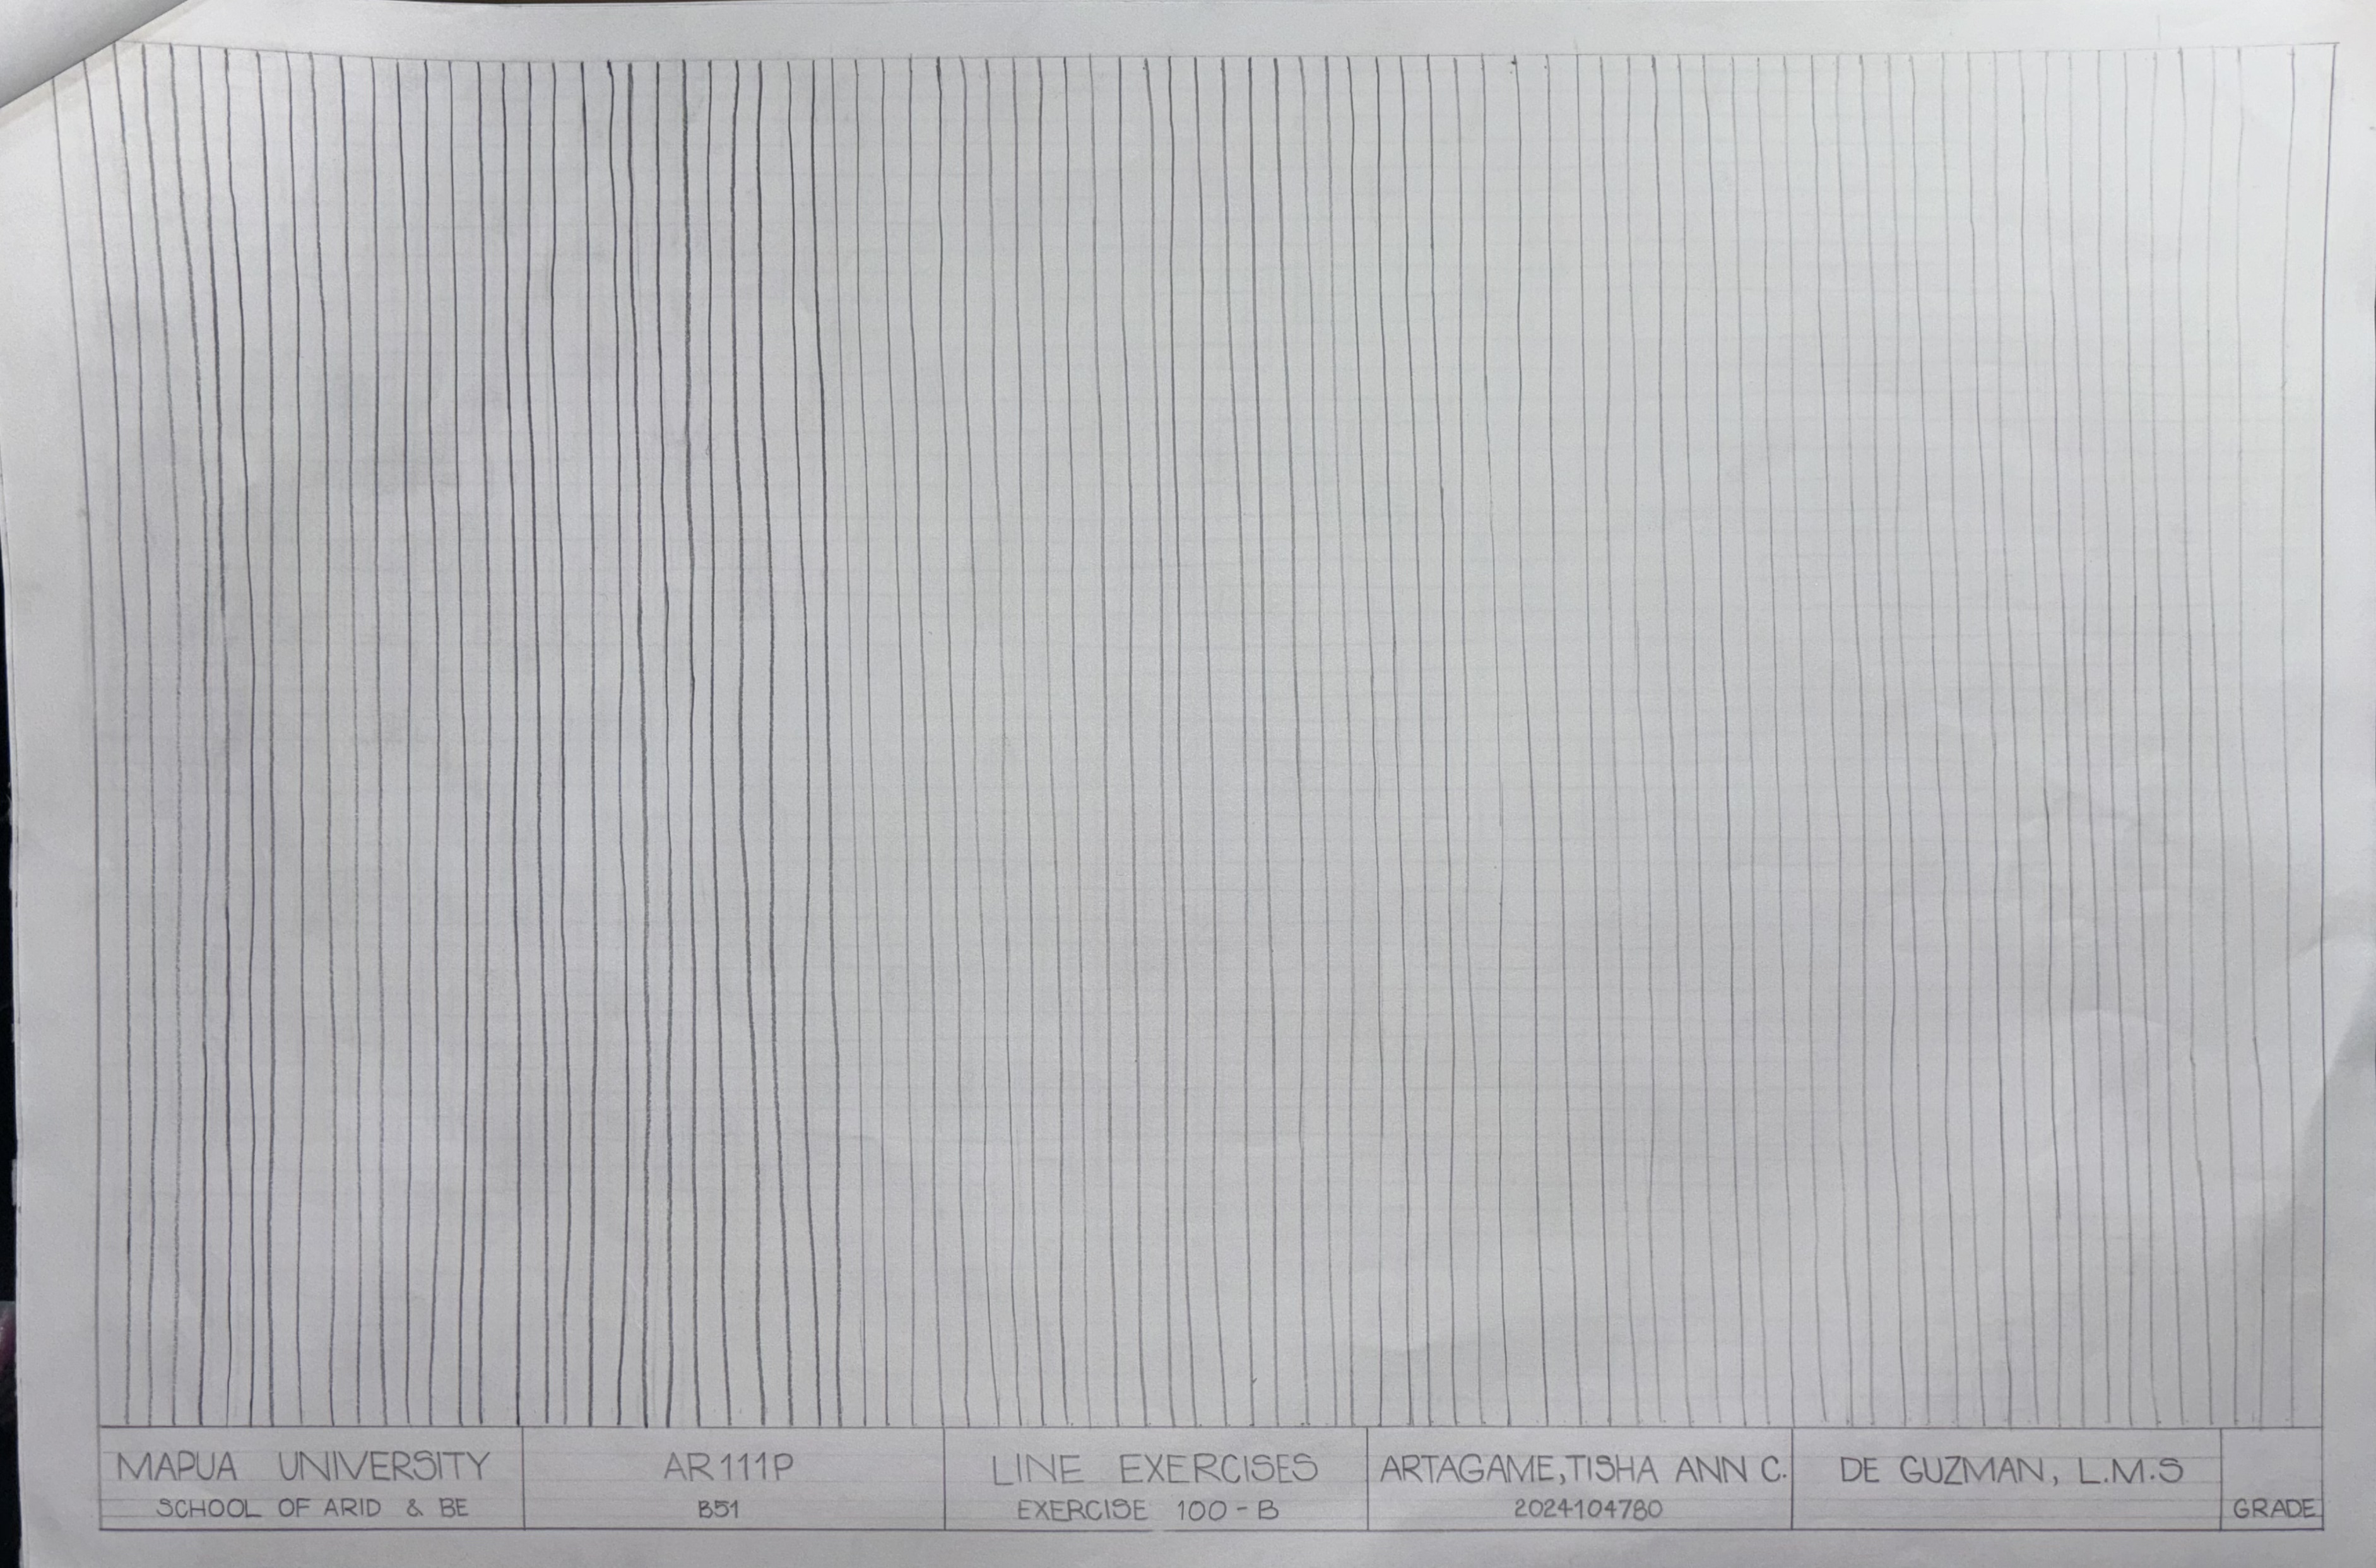 MAPUA UNIVERSITY
SCHOOL OF ARID & BE
AR111P
B51
LINE EXERCISES
EXERCISE 100-B
ARTAGAME, TISHA ANN C.
2024104780
DE GUZMAN, L.M.S
GRADE